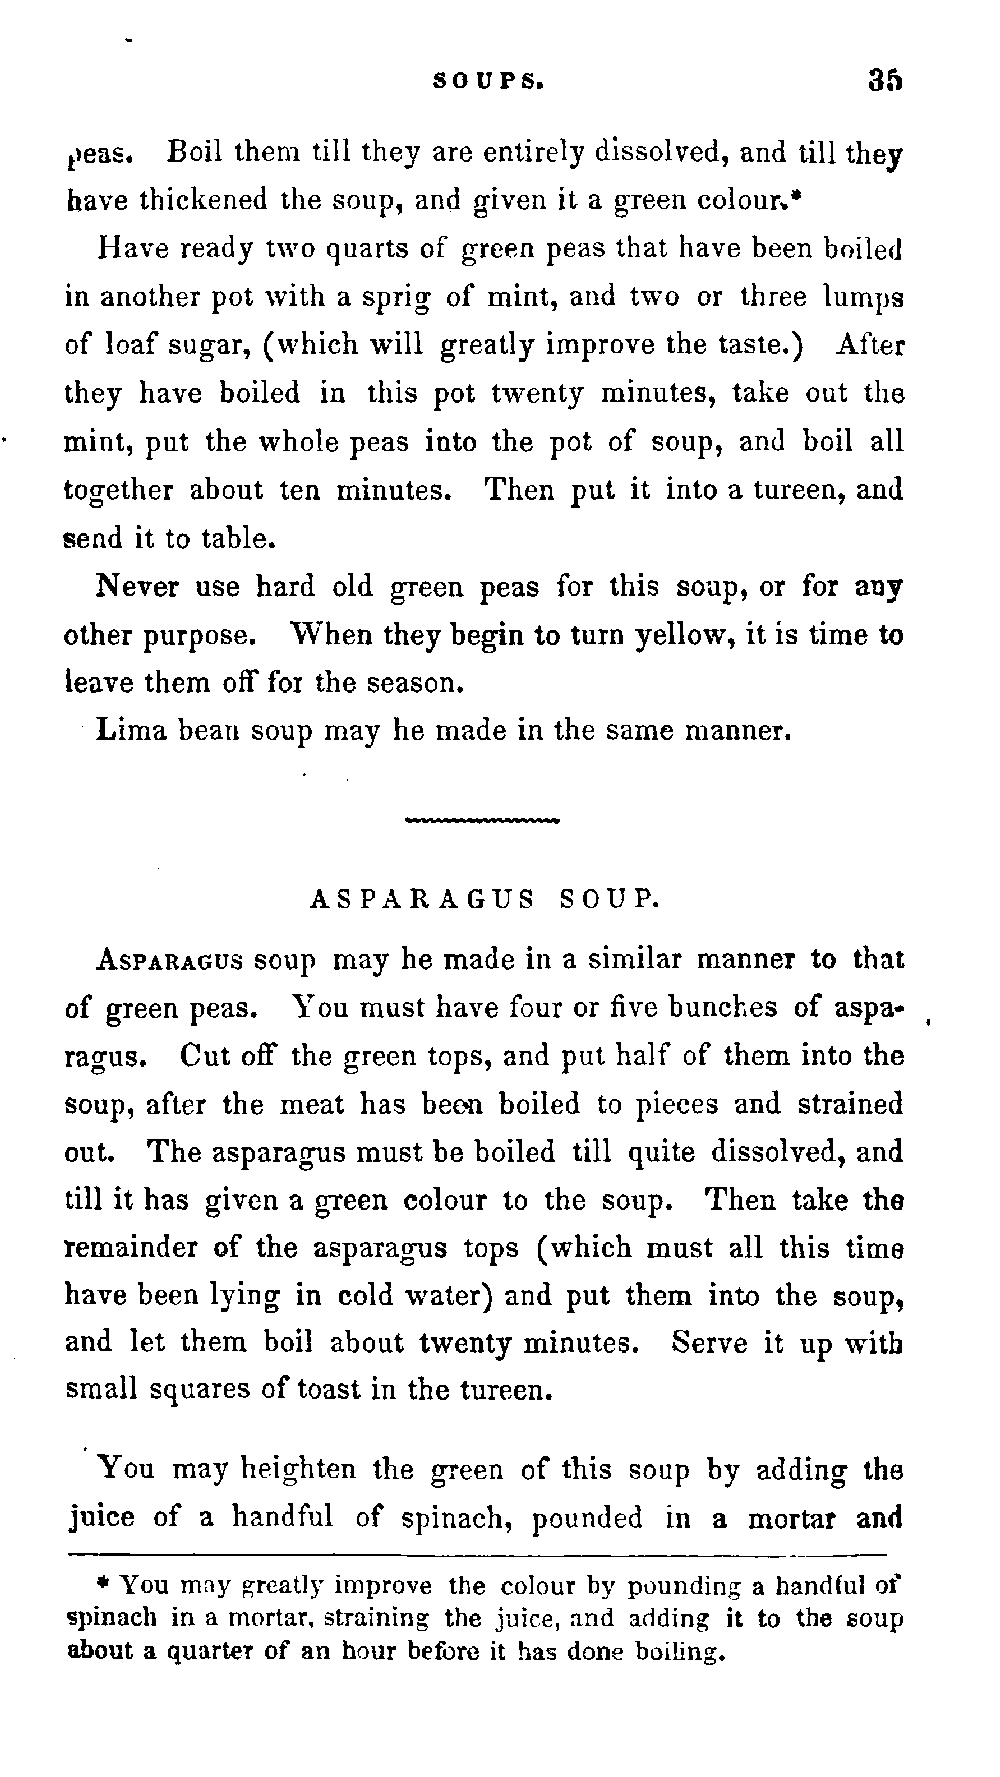 SOUPS. 35
peas. Boil them till they are entirely dissolved, and till they
have thickened the soup, and given it a green colour.*
Have ready two quarts of green peas that have been boiled
in another pot with a sprig of mint, and two or three lumps
of loaf sugar, (which will greatly improve the taste.) After
they have boiled in this pot twenty minutes, take out the
mint, put the whole peas into the pot of soup, and boil all
together about ten minutes. Then put it into a tureen, and
send it to table.
Never use hard old green peas for this soup, or for any
other purpose. When they begin to turn yellow, it is time to
leave them off for the season.
Lima bean soup may he made in the same manner.
ASPARAGUS SOUP.
ASPARAGUS soup may he made in a similar manner to that
of green peas. You must have four or five bunches of aspa-
ragus. Cut off the green tops, and put half of them into the
soup, after the meat has been boiled to pieces and strained
out. The asparagus must be boiled till quite dissolved, and
till it has given a green colour to the soup. Then take the
remainder of the asparagus tops (which must all this time
have been lying in cold water) and put them into the soup,
and let them boil about twenty minutes. Serve it up with
small squares of toast in the tureen.
You may heighten the green of this soup by adding the
juice of a handful of spinach, pounded in a mortar and
* You may greatly improve the colour by pounding a handful of
spinach in a mortar, straining the juice, and adding it to the soup
about a quarter of an hour before it has done boiling.